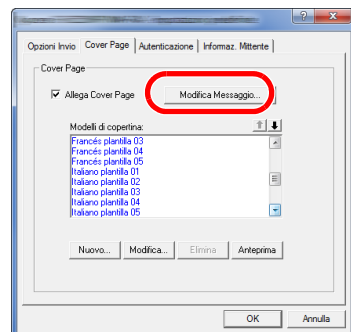 Opzioni Invio Cover Page Autenticazione Informaz. Mittente
Cover Page
Allega Cover Page
Modifica Messaggio...
Modelli di copertina:
Francés plantilla 03
Francés plantilla 04
Francés plantilla 05
Italiano plantilla 01
Italiano plantilla 02
Italiano plantilla 03
Italiano plantilla 04
Italiano plantilla 05
Nuovo... Modifica... Elimina Anteprima
OK Annulla